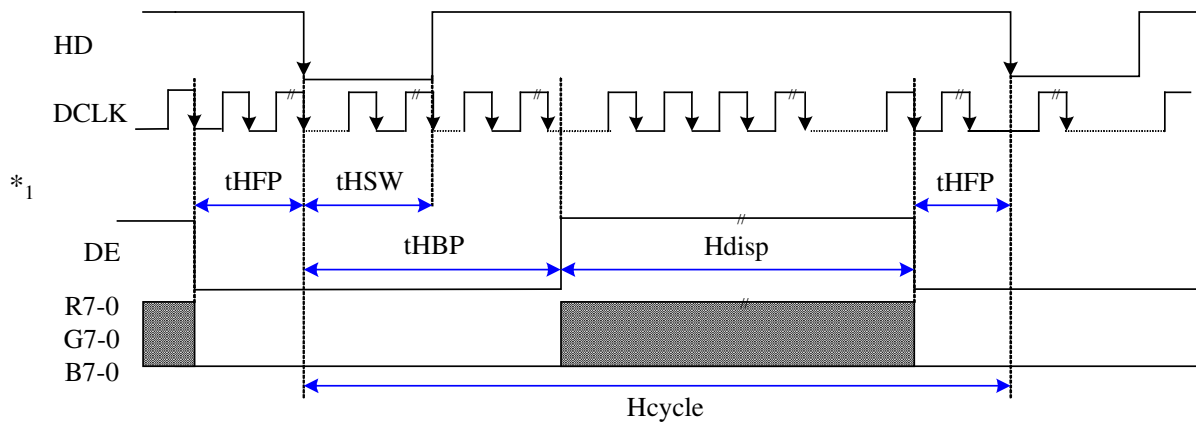 HD
DCLK
*1
tHFP
tHSW
tHFP
DE
tHBP
Hdisp
R7-0
G7-0
B7-0
Hcycle